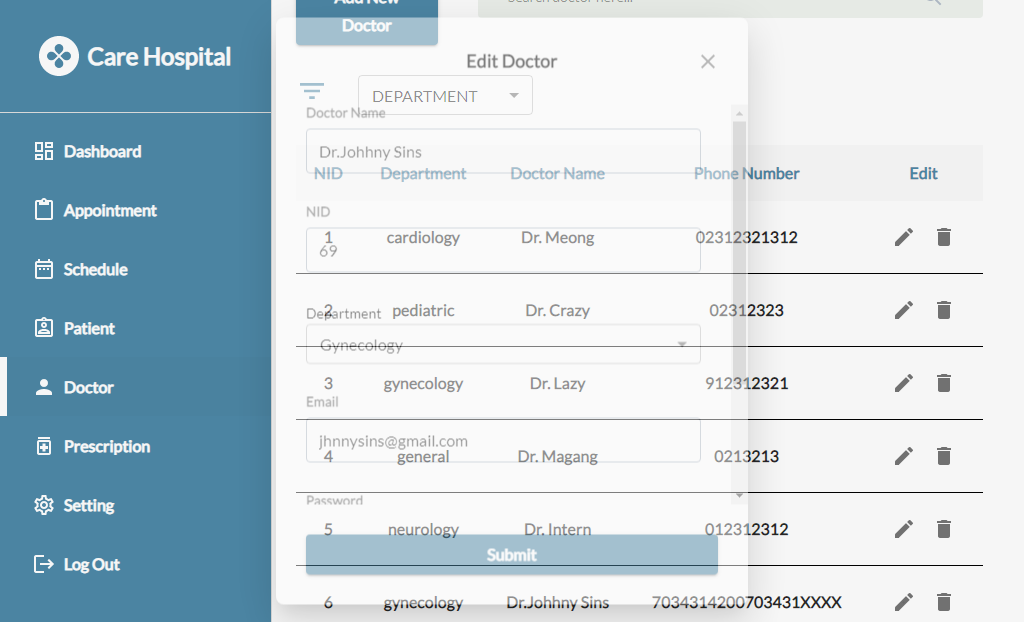 Add New
Doctor
Search doctor here...
Care Hospital
Dashboard
Appointment
Schedule
Patient
Doctor
Prescription
Setting
Log Out
Edit Doctor
DEPARTMENT
Doctor Name
Dr.Johhny Sins
NID
69
Department
Gynecology
Email
jhnnysins@gmail.com
Password
Submit
NID Department Doctor Name Phone Number Edit
1 cardiology Dr. Meong 02312321312
2 pediatric Dr. Crazy 02312323
3 gynecology Dr. Lazy 912312321
4 general Dr. Magang 0213213
5 neurology Dr. Intern 012312312
6 gynecology Dr.Johhny Sins 7034314200703431XXXX